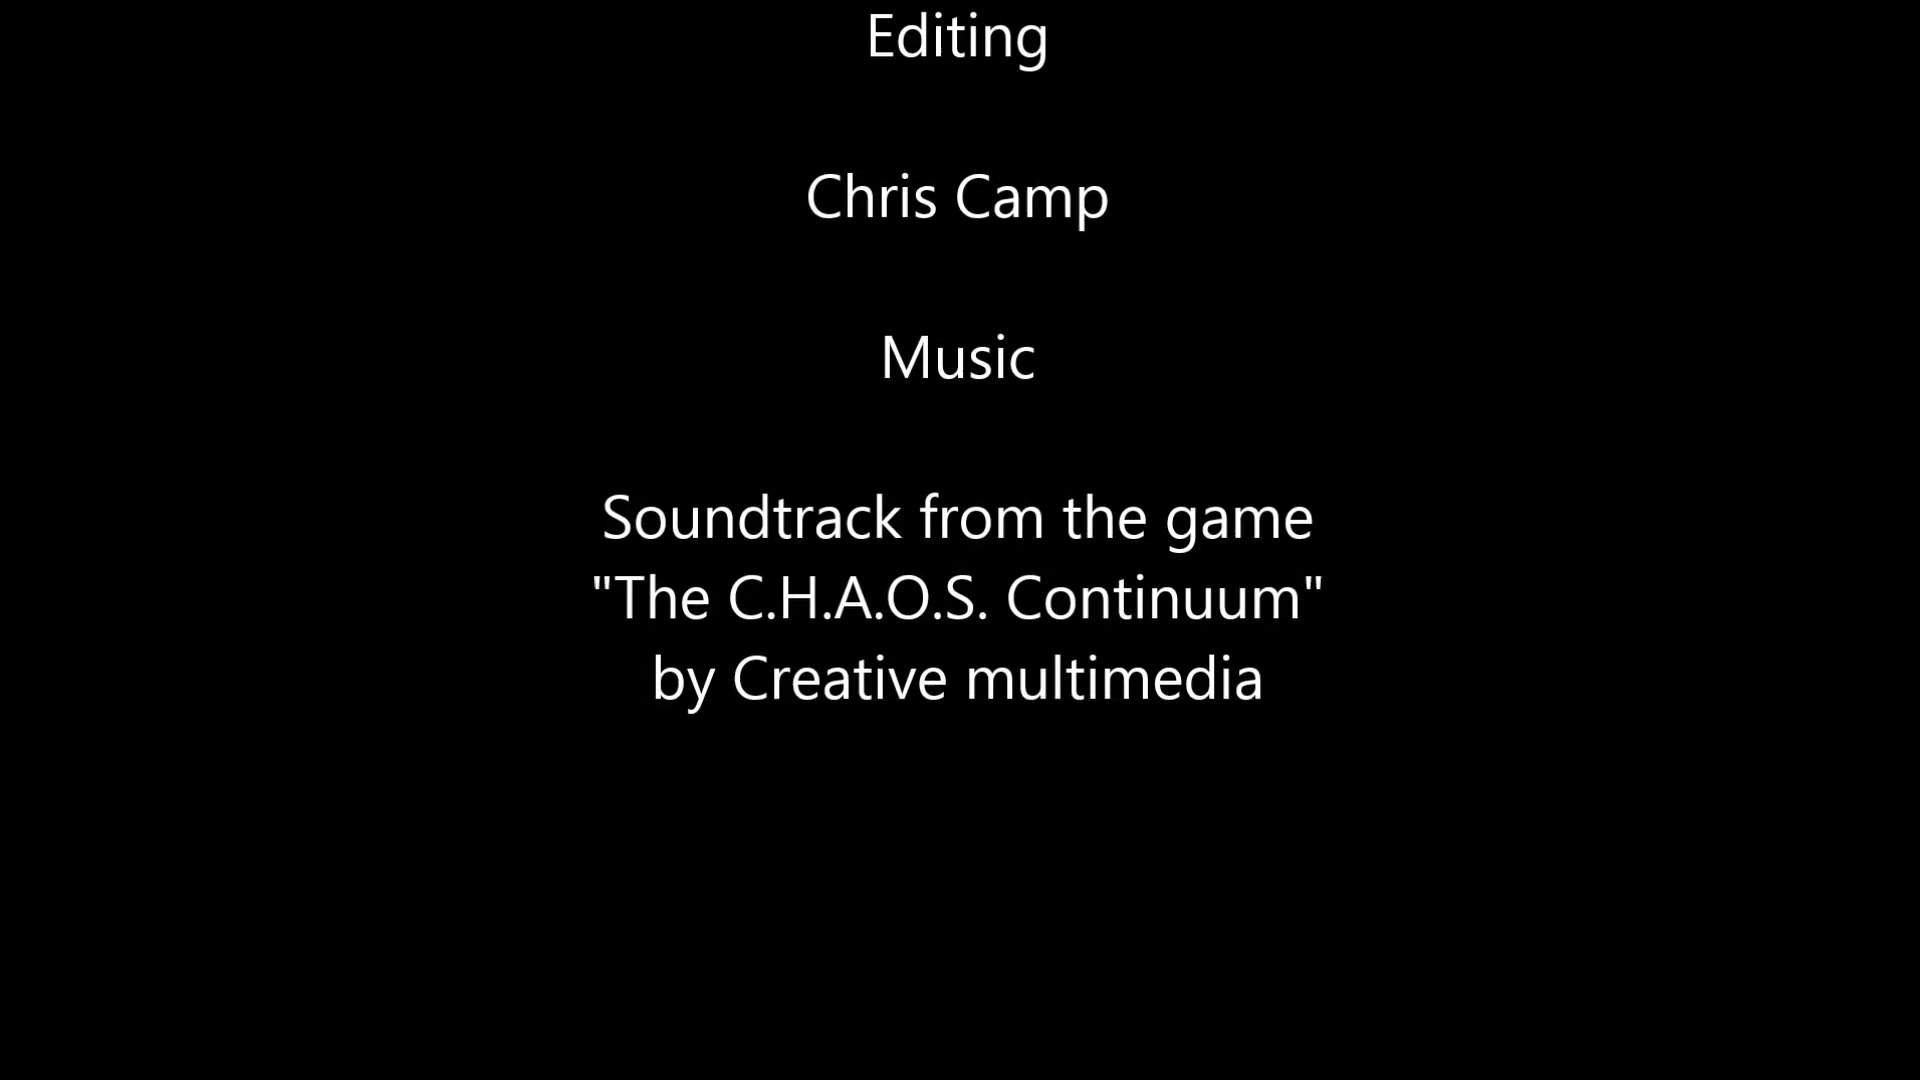 Editing
Chris Camp
Music
Soundtrack from the game
"The C.H.A.O.S. Continuum"
by Creative multimedia